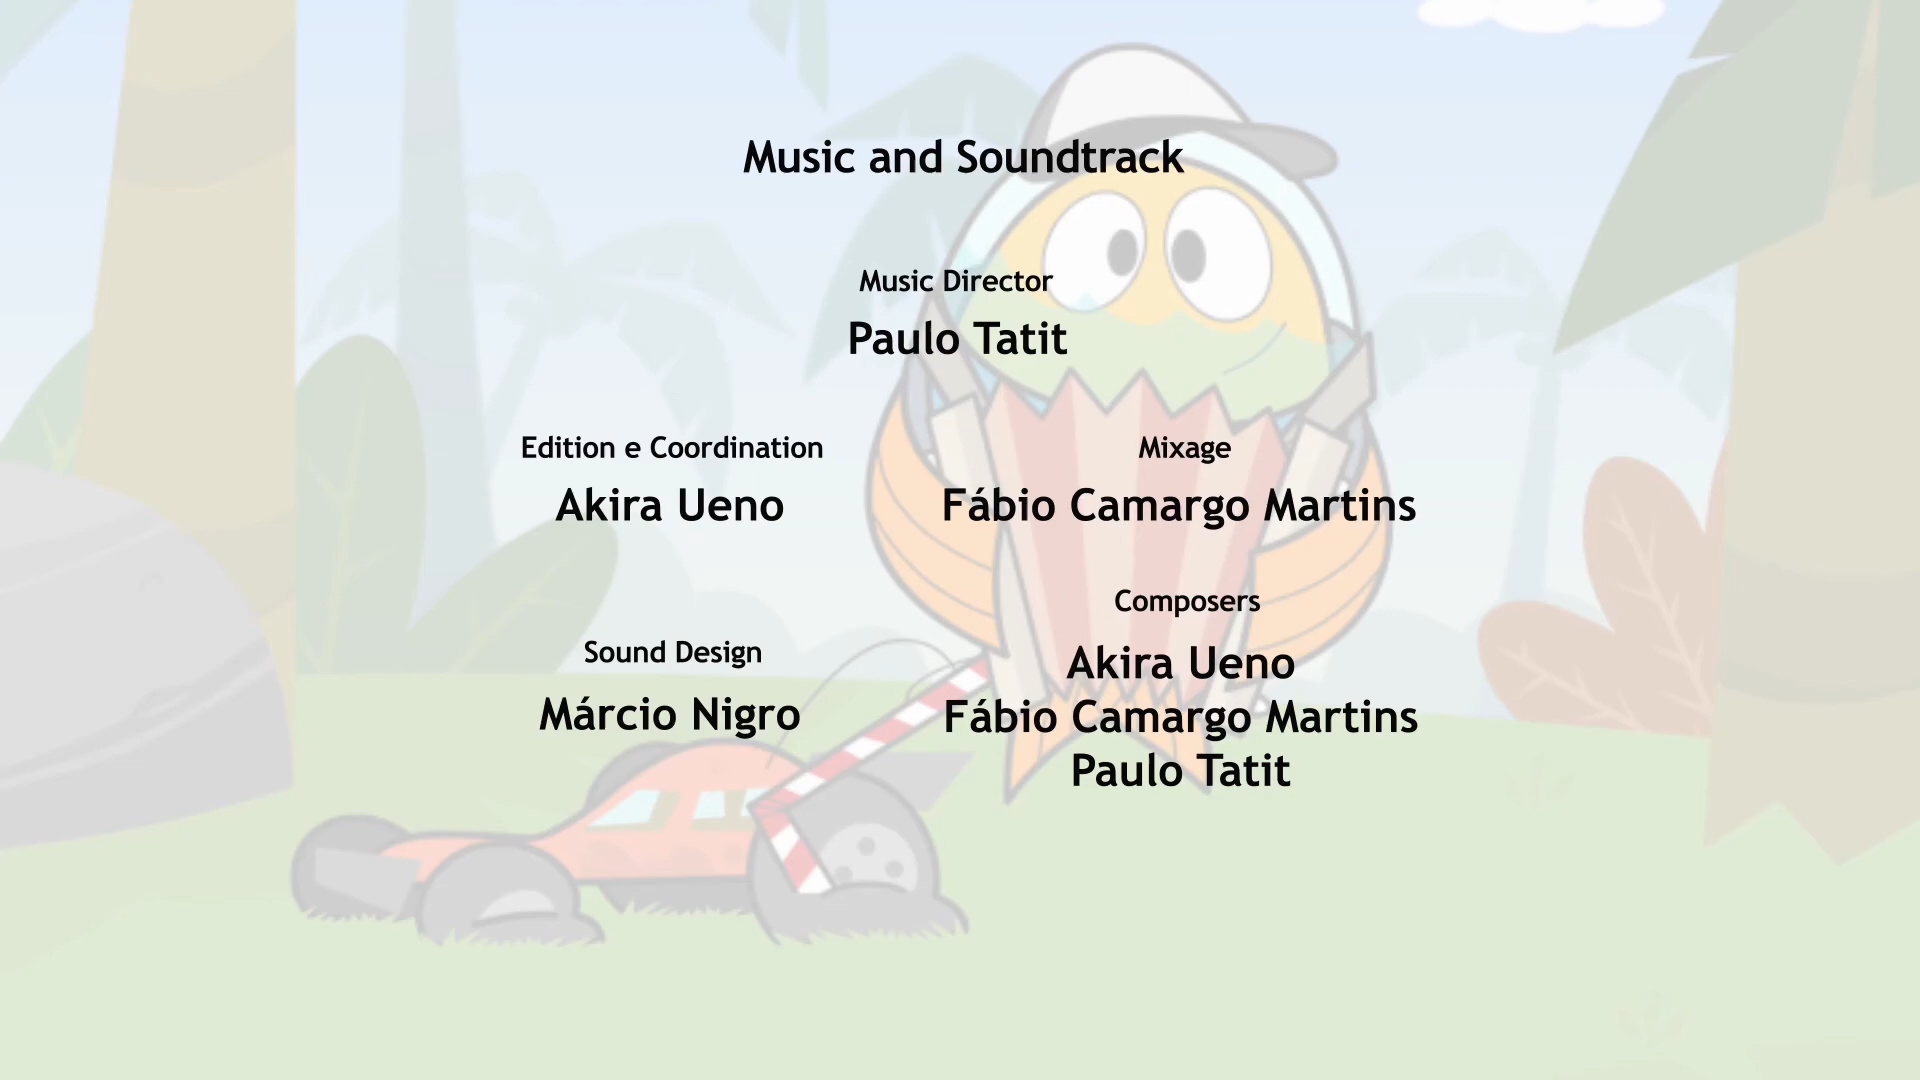 Music and Soundtrack
Music Director
Paulo Tatit
Edition e Coordination
Akira Ueno
Mixage
Fábio Camargo Martins
Sound Design
Márcio Nigro
Composers
Akira Ueno
Fábio Camargo Martins
Paulo Tatit